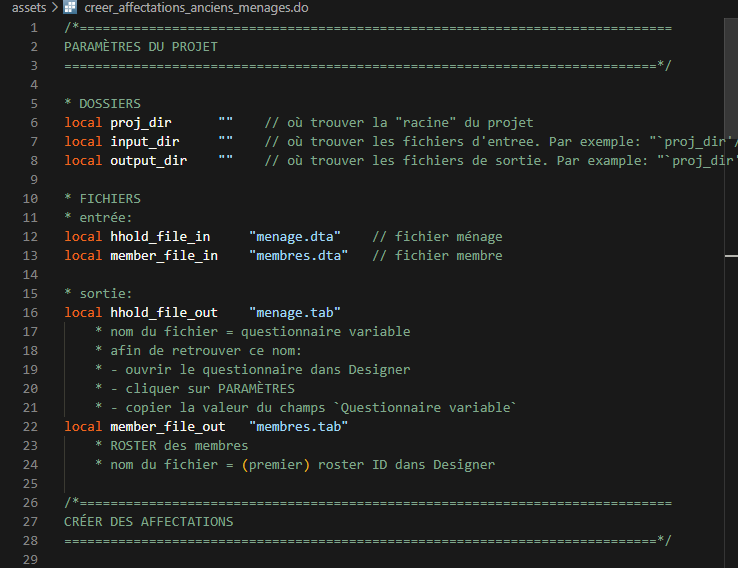 assets > creer_affectations_anciens_menages.do
1 /*=============================================================================
2 PARAMÈTRES DU PROJET
3 =============================================================================*/
4
5 * DOSSIERS
6 local proj_dir "" // où trouver la "racine" du projet
7 local input_dir "" // où trouver les fichiers d'entree. Par exemple: "`proj_dir'/
8 local output_dir "" // où trouver les fichiers de sortie. Par example: "`proj_dir'
9
10 * FICHIERS
11 * entrée:
12 local hhold_file_in "menage.dta" // fichier ménage
13 local member_file_in "membres.dta" // fichier membre
14
15 * sortie:
16 local hhold_file_out "menage.tab"
17 * nom du fichier = questionnaire variable
18 * afin de retrouver ce nom:
19 * - ouvrir le questionnaire dans Designer
20 * - cliquer sur PARAMÈTRES
21 * - copier la valeur du champs `Questionnaire variable`
22 local member_file_out "membres.tab"
23 * ROSTER des membres
24 * nom du fichier = (premier) roster ID dans Designer
25
26 /*=============================================================================
27 CRÉER DES AFFECTATIONS
28 =============================================================================*/
29